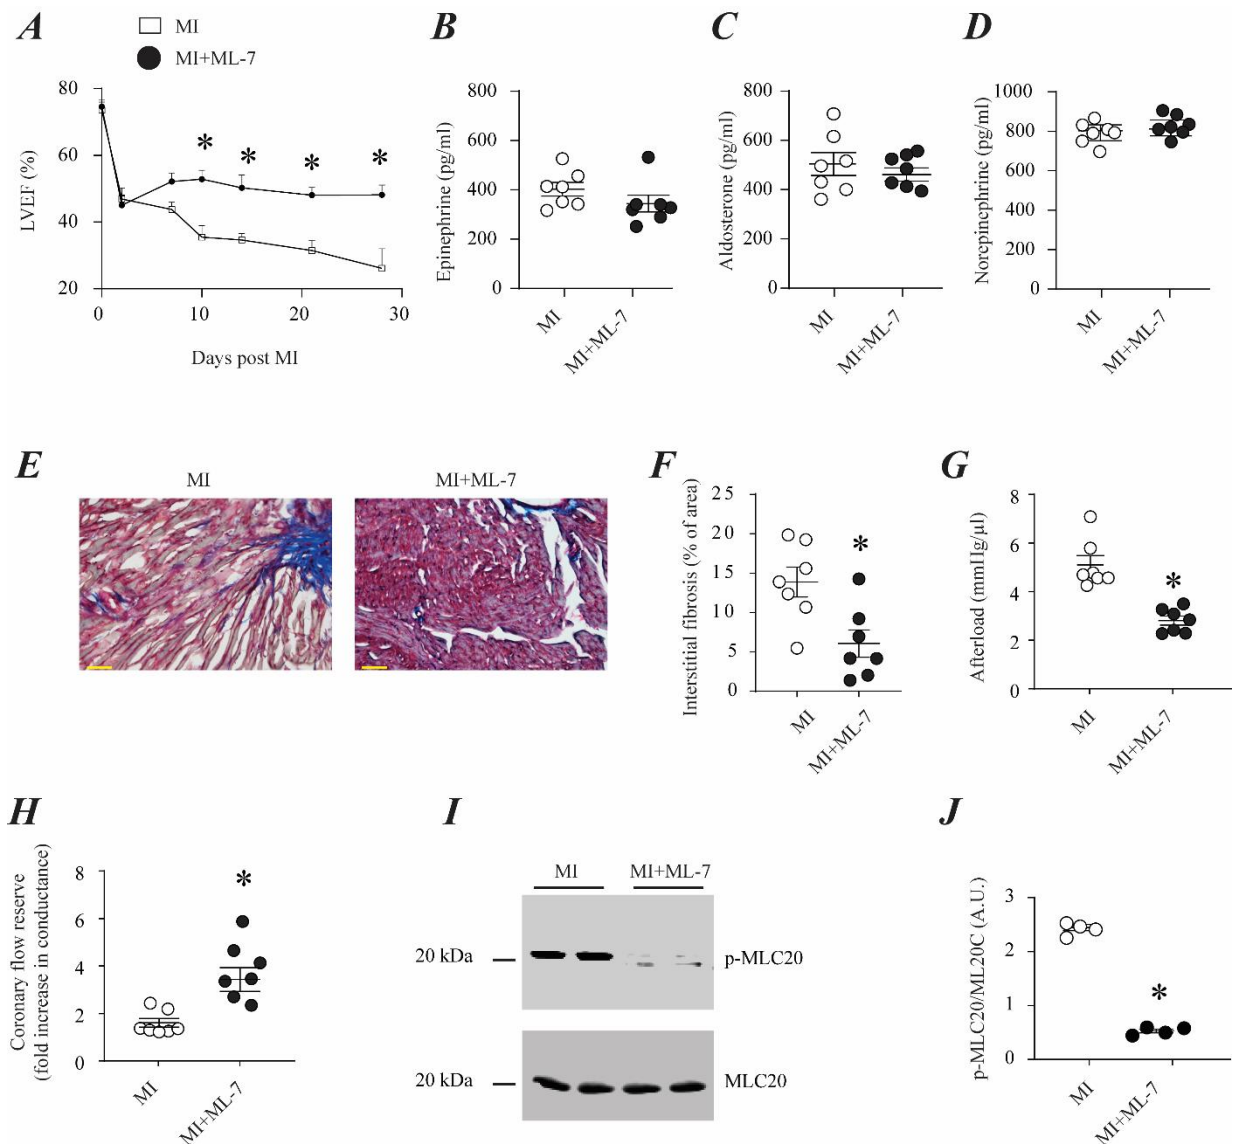 A
MI
MI+ML-7
LVEF (%)
80
60
40
20
0
10
20
30
Days post MI
*
*
*
*
B
Epinephrine (pg/ml)
800
600
400
200
0
MI
MI+ML-7
C
Aldosterone (pg/ml)
800
600
400
200
0
MI
MI+ML-7
D
Norepinephrine (pg/ml)
1000
800
600
400
200
0
MI
MI+ML-7
E
MI
MI+ML-7
F
Interstitial fibrosis (% of area)
25
20
15
10
5
0
*
MI
MI+ML-7
G
Afterload (mmHg/µl)
8
6
4
2
0
*
MI
MI+ML-7
H
Coronary flow reserve
(fold increase in conductance)
8
6
4
2
0
*
MI
MI+ML-7
I
MI
MI+ML-7
20 kDa
p-MLC20
20 kDa
MLC20
J
p-MLC20/ML20C (A.U.)
3
2
1
0
*
MI
MI+ML-7